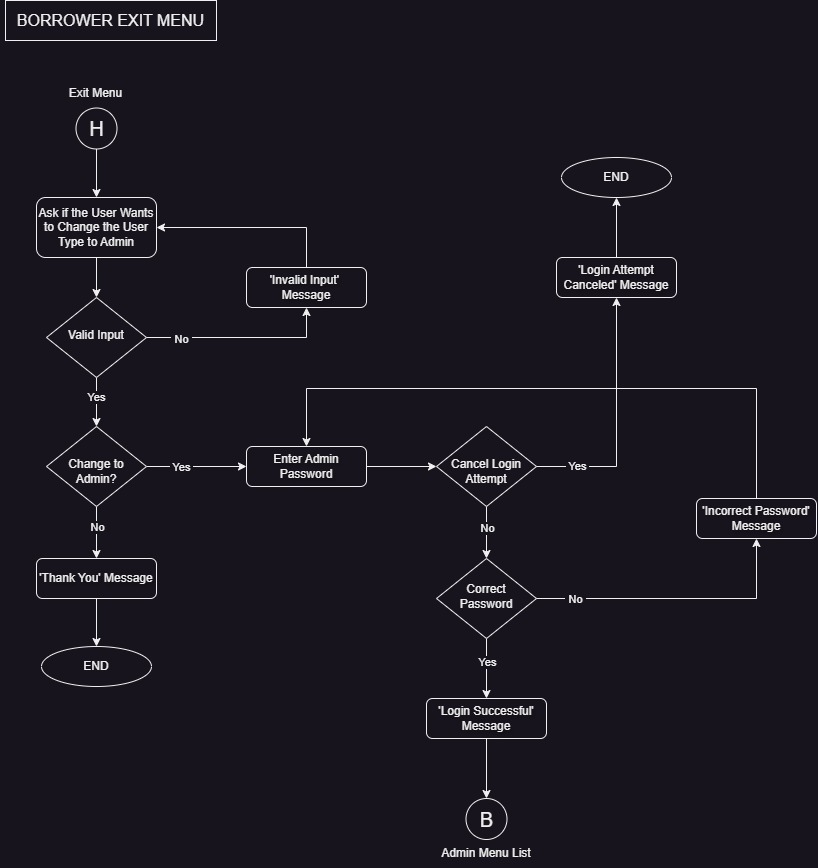 BORROWER EXIT MENU
Exit Menu
H
Ask if the User Wants
to Change the User
Type to Admin
'Invalid Input'
Message
Valid Input
No
Yes
Change to
Admin?
Yes
Enter Admin
Password
Cancel Login
Attempt
Yes
'Login Attempt
Canceled' Message
END
No
'Thank You' Message
END
No
Correct
Password
No
'Incorrect Password'
Message
Yes
'Login Successful'
Message
B
Admin Menu List